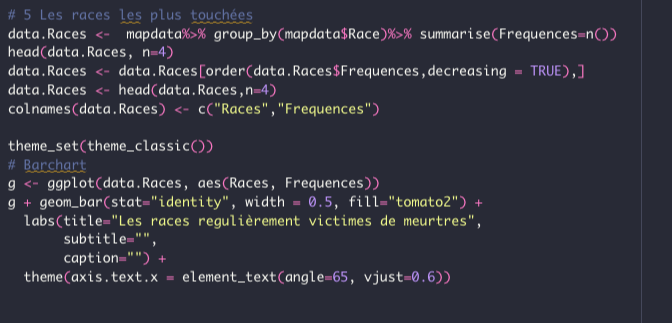 # 5 Les races les plus touchées
data.Races <-  mapdata%>% group_by(mapdata$Race)%>% summarise(Frequences=n())
head(data.Races, n=4)
data.Races <- data.Races[order(data.Races$Frequences,decreasing = TRUE),]
data.Races <- head(data.Races,n=4)
colnames(data.Races) <- c("Races","Frequences")
theme_set(theme_classic())
# Barchart
g <- ggplot(data.Races, aes(Races, Frequences))
g + geom_bar(stat="identity", width = 0.5, fill="tomato2") +
  labs(title="Les races regulièrement victimes de meurtres",
       subtitle="",
       caption="") +
  theme(axis.text.x = element_text(angle=65, vjust=0.6))